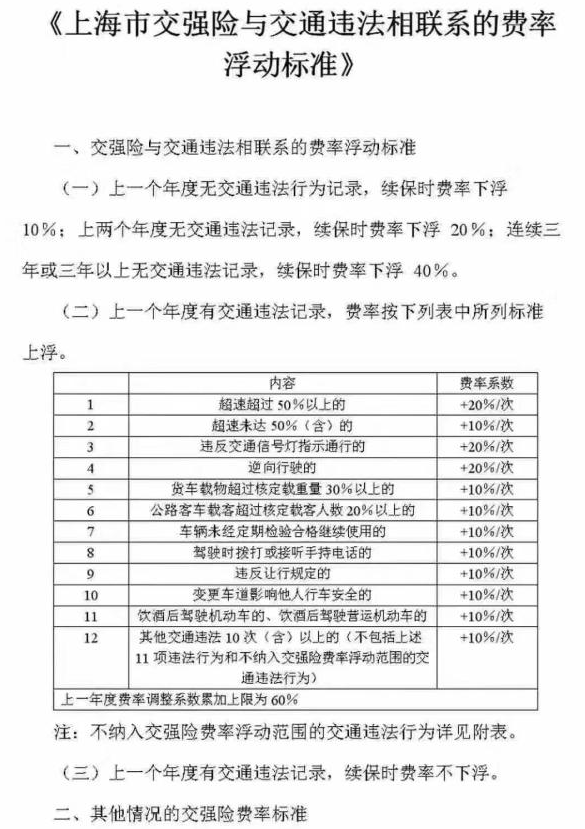 《上海市交强险与交通违法相联系的费率
浮动标准》
一、交强险与交通违法相联系的费率浮动标准
（一）上一个年度无交通违法行为记录，续保时费率下浮
10%；上两个年度无交通违法记录，续保时费率下浮 20%；连续三
年或三年以上无交通违法记录，续保时费率下浮 40%。
（二）上一个年度有交通违法记录，费率按下列表中所列标准
上浮。
内容 费率系数
1 超速超过 50%以上的 +20%/次
2 超速未达 50%（含）的 +10%/次
3 违反交通信号灯指示通行的 +20%/次
4 逆向行驶的 +20%/次
5 货车载物超过核定载重量 30%以上的 +10%/次
6 公路客车载客超过核定载客人数 20%以上的 +10%/次
7 车辆未经定期检验合格继续使用的 +10%/次
8 驾驶时拨打或接听手持电话的 +10%/次
9 违反让行规定的 +10%/次
10 变更车道影响他人行车安全的 +10%/次
11 饮酒后驾驶机动车的、饮酒后驾驶营运机动车的 +10%/次
12 其他交通违法 10 次（含）以上的（不包括上述 +10%/次
11 项违法行为和不纳入交强险费率浮动范围的交
通违法行为）
上一年度费率调整系数累加上限为 60%
注：不纳入交强险费率浮动范围的交通违法行为详见附表。
（三）上一个年度有交通违法记录，续保时费率不下浮。
二、其他情况的交强险费率标准